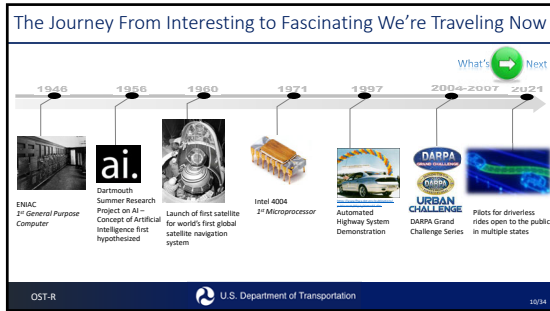 The Journey From Interesting to Fascinating We're Traveling Now
What's Next
1946 1956 1960 1971 1997 2004-2007 2021
ENIAC
1st General Purpose
Computer
ai.
Dartmouth
Summer Research
Project on AI –
Concept of Artificial
Intelligence first
hypothesized
Launch of first satellite
for world's first global
satellite navigation
system
Intel 4004
1st Microprocessor
Automated
Highway System
Demonstration
DARPA
GRAND CHALLENGE
DARPA
URBAN
CHALLENGE
DARPA Grand
Challenge Series
Pilots for driverless
rides open to the public
in multiple states
OST-R
U.S. Department of Transportation
10/34